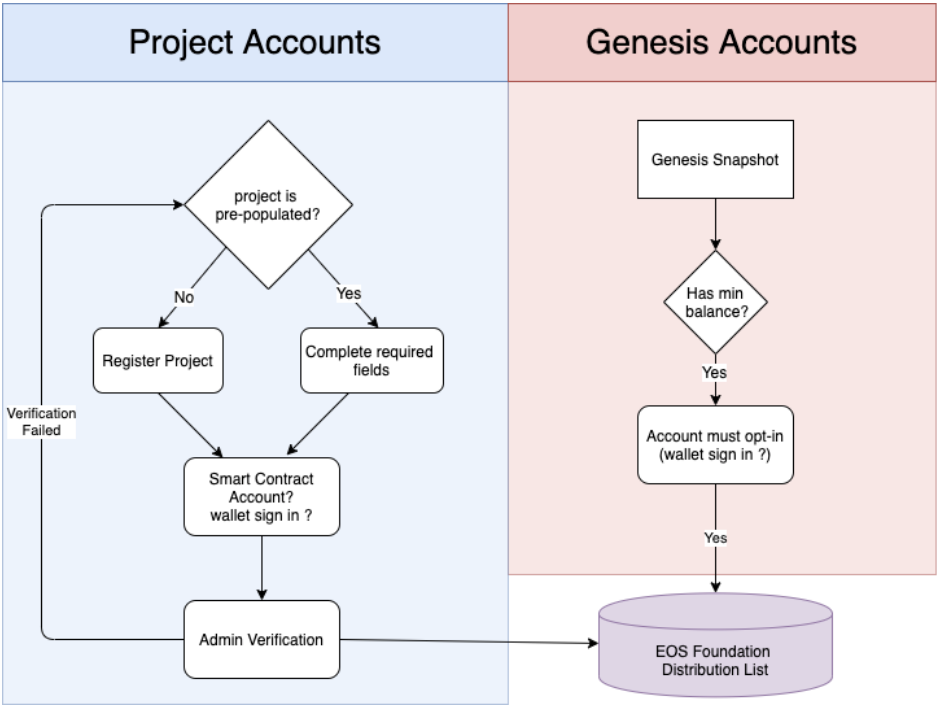 Project Accounts
Genesis Accounts
project is
pre-populated?
No
Yes
Register Project
Complete required
fields
Verification
Failed
Smart Contract
Account?
wallet sign in ?
Admin Verification
Genesis Snapshot
Has min
balance?
Yes
Account must opt-in
(wallet sign in ?)
Yes
EOS Foundation
Distribution List